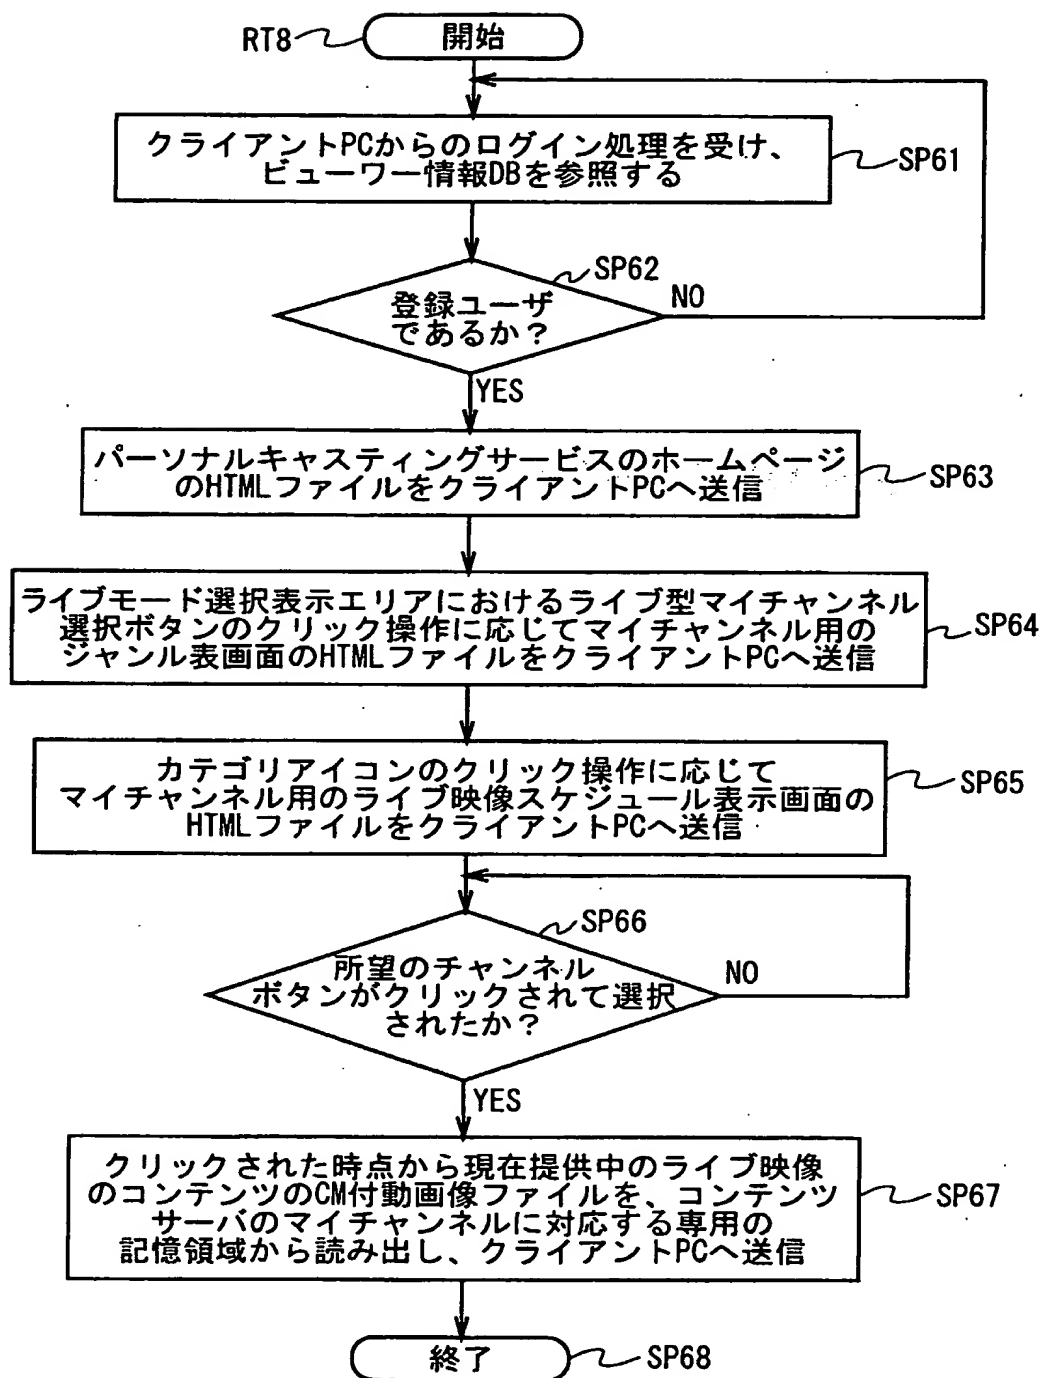 RT8
開始
クライアントPCからのログイン処理を受け、
ビューワー情報DBを参照する
SP61
SP62
登録ユーザ
であるか?
NO
YES
パーソナルキャスティングサービスのホームページ
のHTMLファイルをクライアントPCへ送信
SP63
ライブモード選択表示エリアにおけるライブ型マイチャンネル
選択ボタンのクリック操作に応じてマイチャンネル用の
ジャンル表画面のHTMLファイルをクライアントPCへ送信
SP64
カテゴリアイコンのクリック操作に応じて
マイチャンネル用のライブ映像スケジュール表示画面の
HTMLファイルをクライアントPCへ送信
SP65
SP66
所望のチャンネル
ボタンがクリックされて選択
されたか?
NO
YES
クリックされた時点から現在提供中のライブ映像
のコンテンツのCM付動画像ファイルを、コンテンツ
サーバのマイチャンネルに対応する専用の
記憶領域から読み出し、クライアントPCへ送信
SP67
終了
SP68